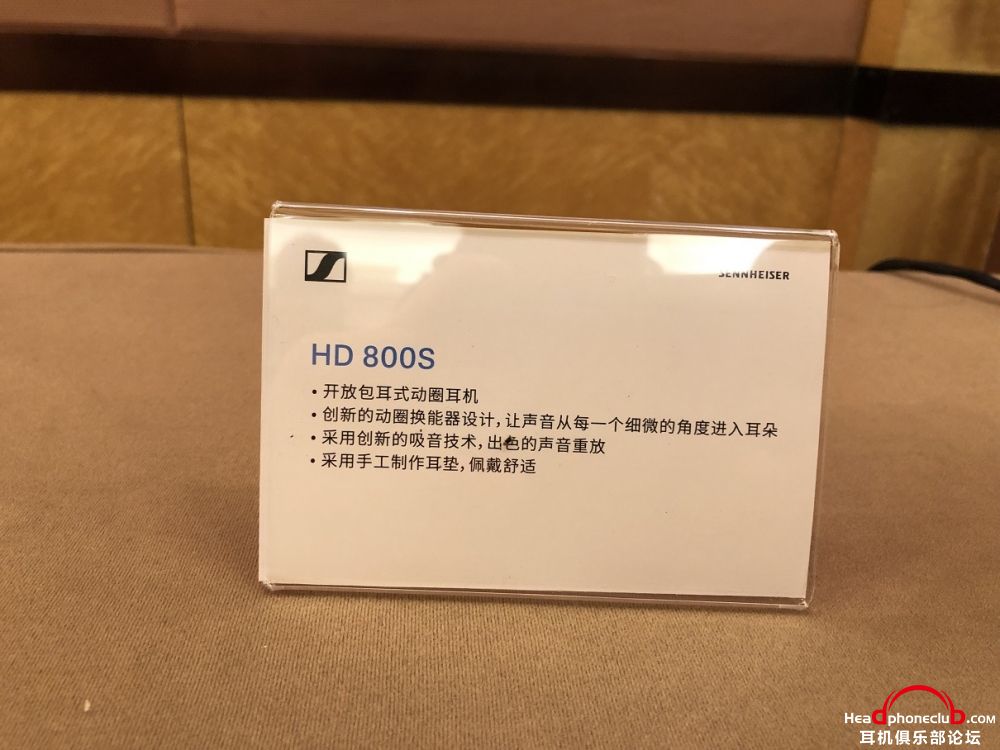 SENNHEISER
HD 800S
• 开放包耳式动圈耳机
• 创新的动圈换能器设计，让声音从每一个细微的角度进入耳朵
• 采用创新的吸音技术，出色的声音重放
• 采用手工制作耳垫，佩戴舒适
Headphoneclub.com
耳机俱乐部论坛